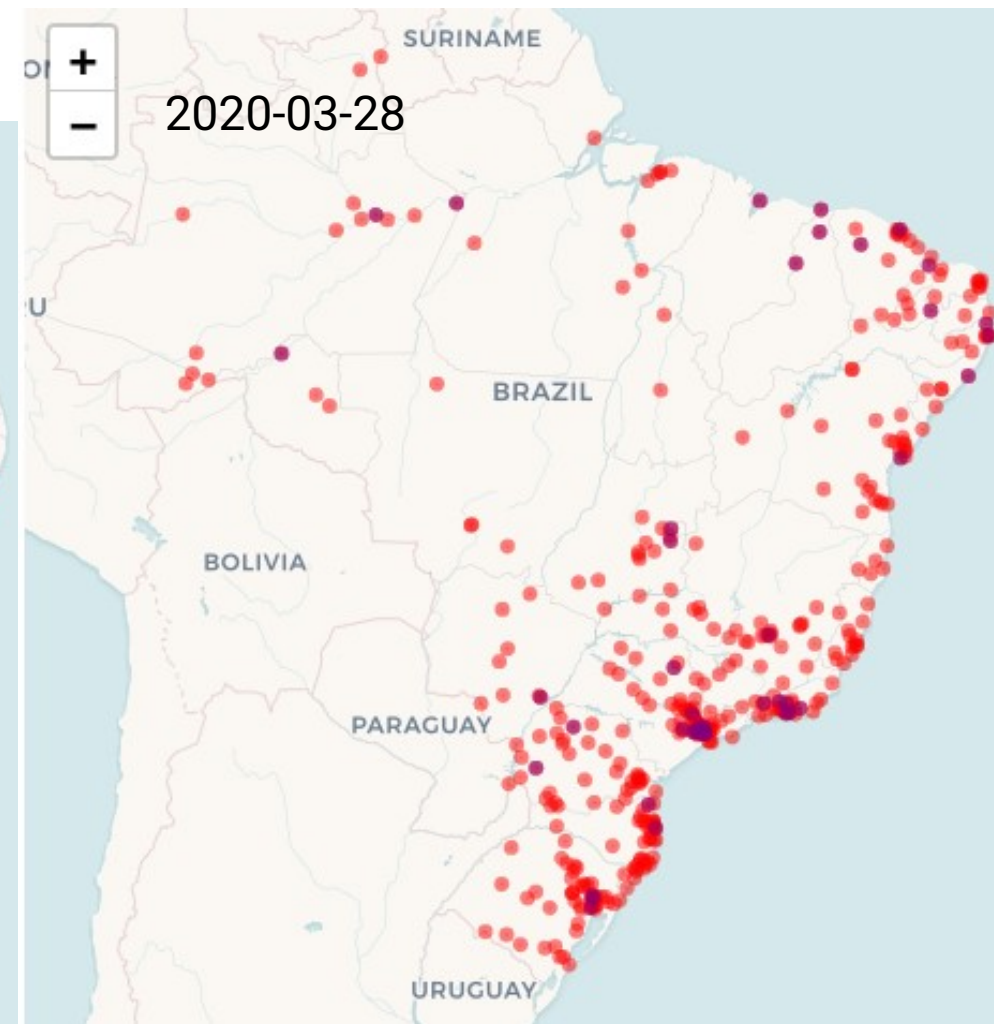 SURINAME
+
2020-03-28
−
BRAZIL
BOLIVIA
PARAGUAY
URUGUAY